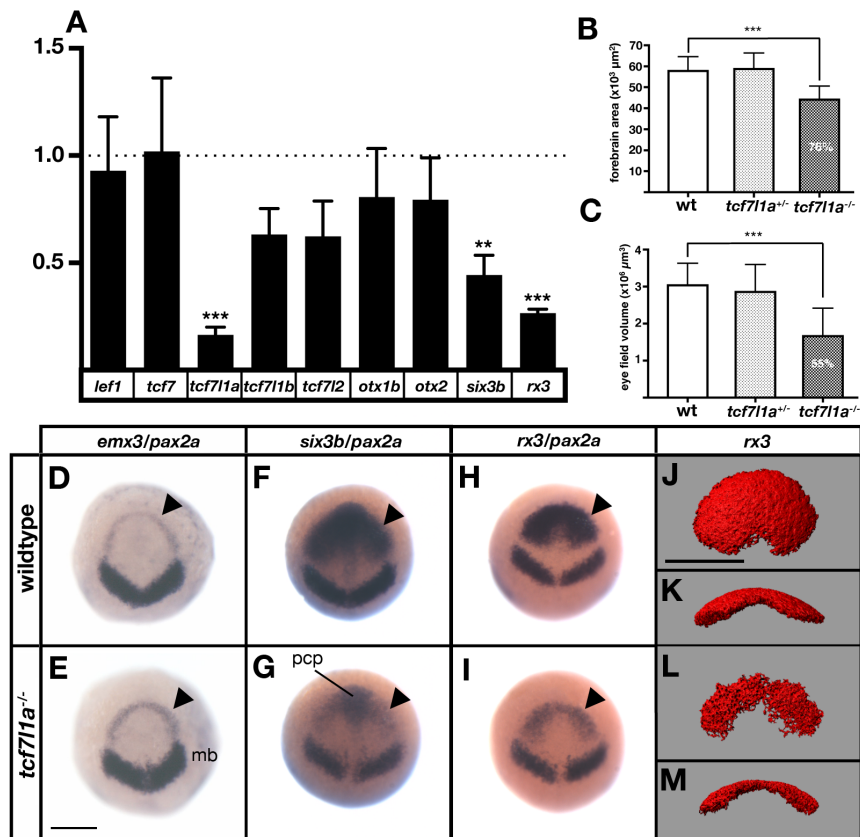 A
1.5
1.0
0.5
***
**
***
lef1 tcf7 tcf7l1a tcf7l1b tcf7l2 otx1b otx2 six3b rx3
B
***
forebrain area (x10³ µm²)
70
60
50
40
30
20
10
76%
wt tcf7l1a+/- tcf7l1a-/-
C
***
eye field volume (x10⁶ µm³)
4
3
2
1
55%
wt tcf7l1a+/- tcf7l1a-/-
emx3/pax2a six3b/pax2a rx3/pax2a rx3
wildtype
D
F
H
J
K
tcf7l1a-/-
E
mb
G
pcp
I
L
M